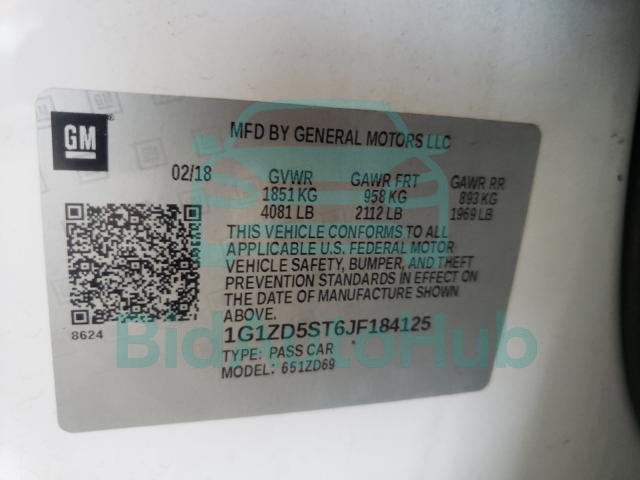 GM
MFD BY GENERAL MOTORS LLC
02/18 GVWR GAWR FRT GAWR RR
1851 KG 958 KG 893 KG
4081 LB 2112 LB 1969 LB
THIS VEHICLE CONFORMS TO ALL
APPLICABLE U.S. FEDERAL MOTOR
VEHICLE SAFETY, BUMPER, AND THEFT
PREVENTION STANDARDS IN EFFECT ON
THE DATE OF MANUFACTURE SHOWN
ABOVE.
8624
1G1ZD5ST6JF184125
TYPE: PASS CAR
MODEL: 651ZD69
BidAutoHub